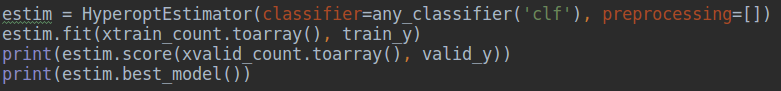 estim = HyperoptEstimator(classifier=any_classifier('clf'), preprocessing=[])
estim.fit(xtrain_count.toarray(), train_y)
print(estim.score(xvalid_count.toarray(), valid_y))
print(estim.best_model())